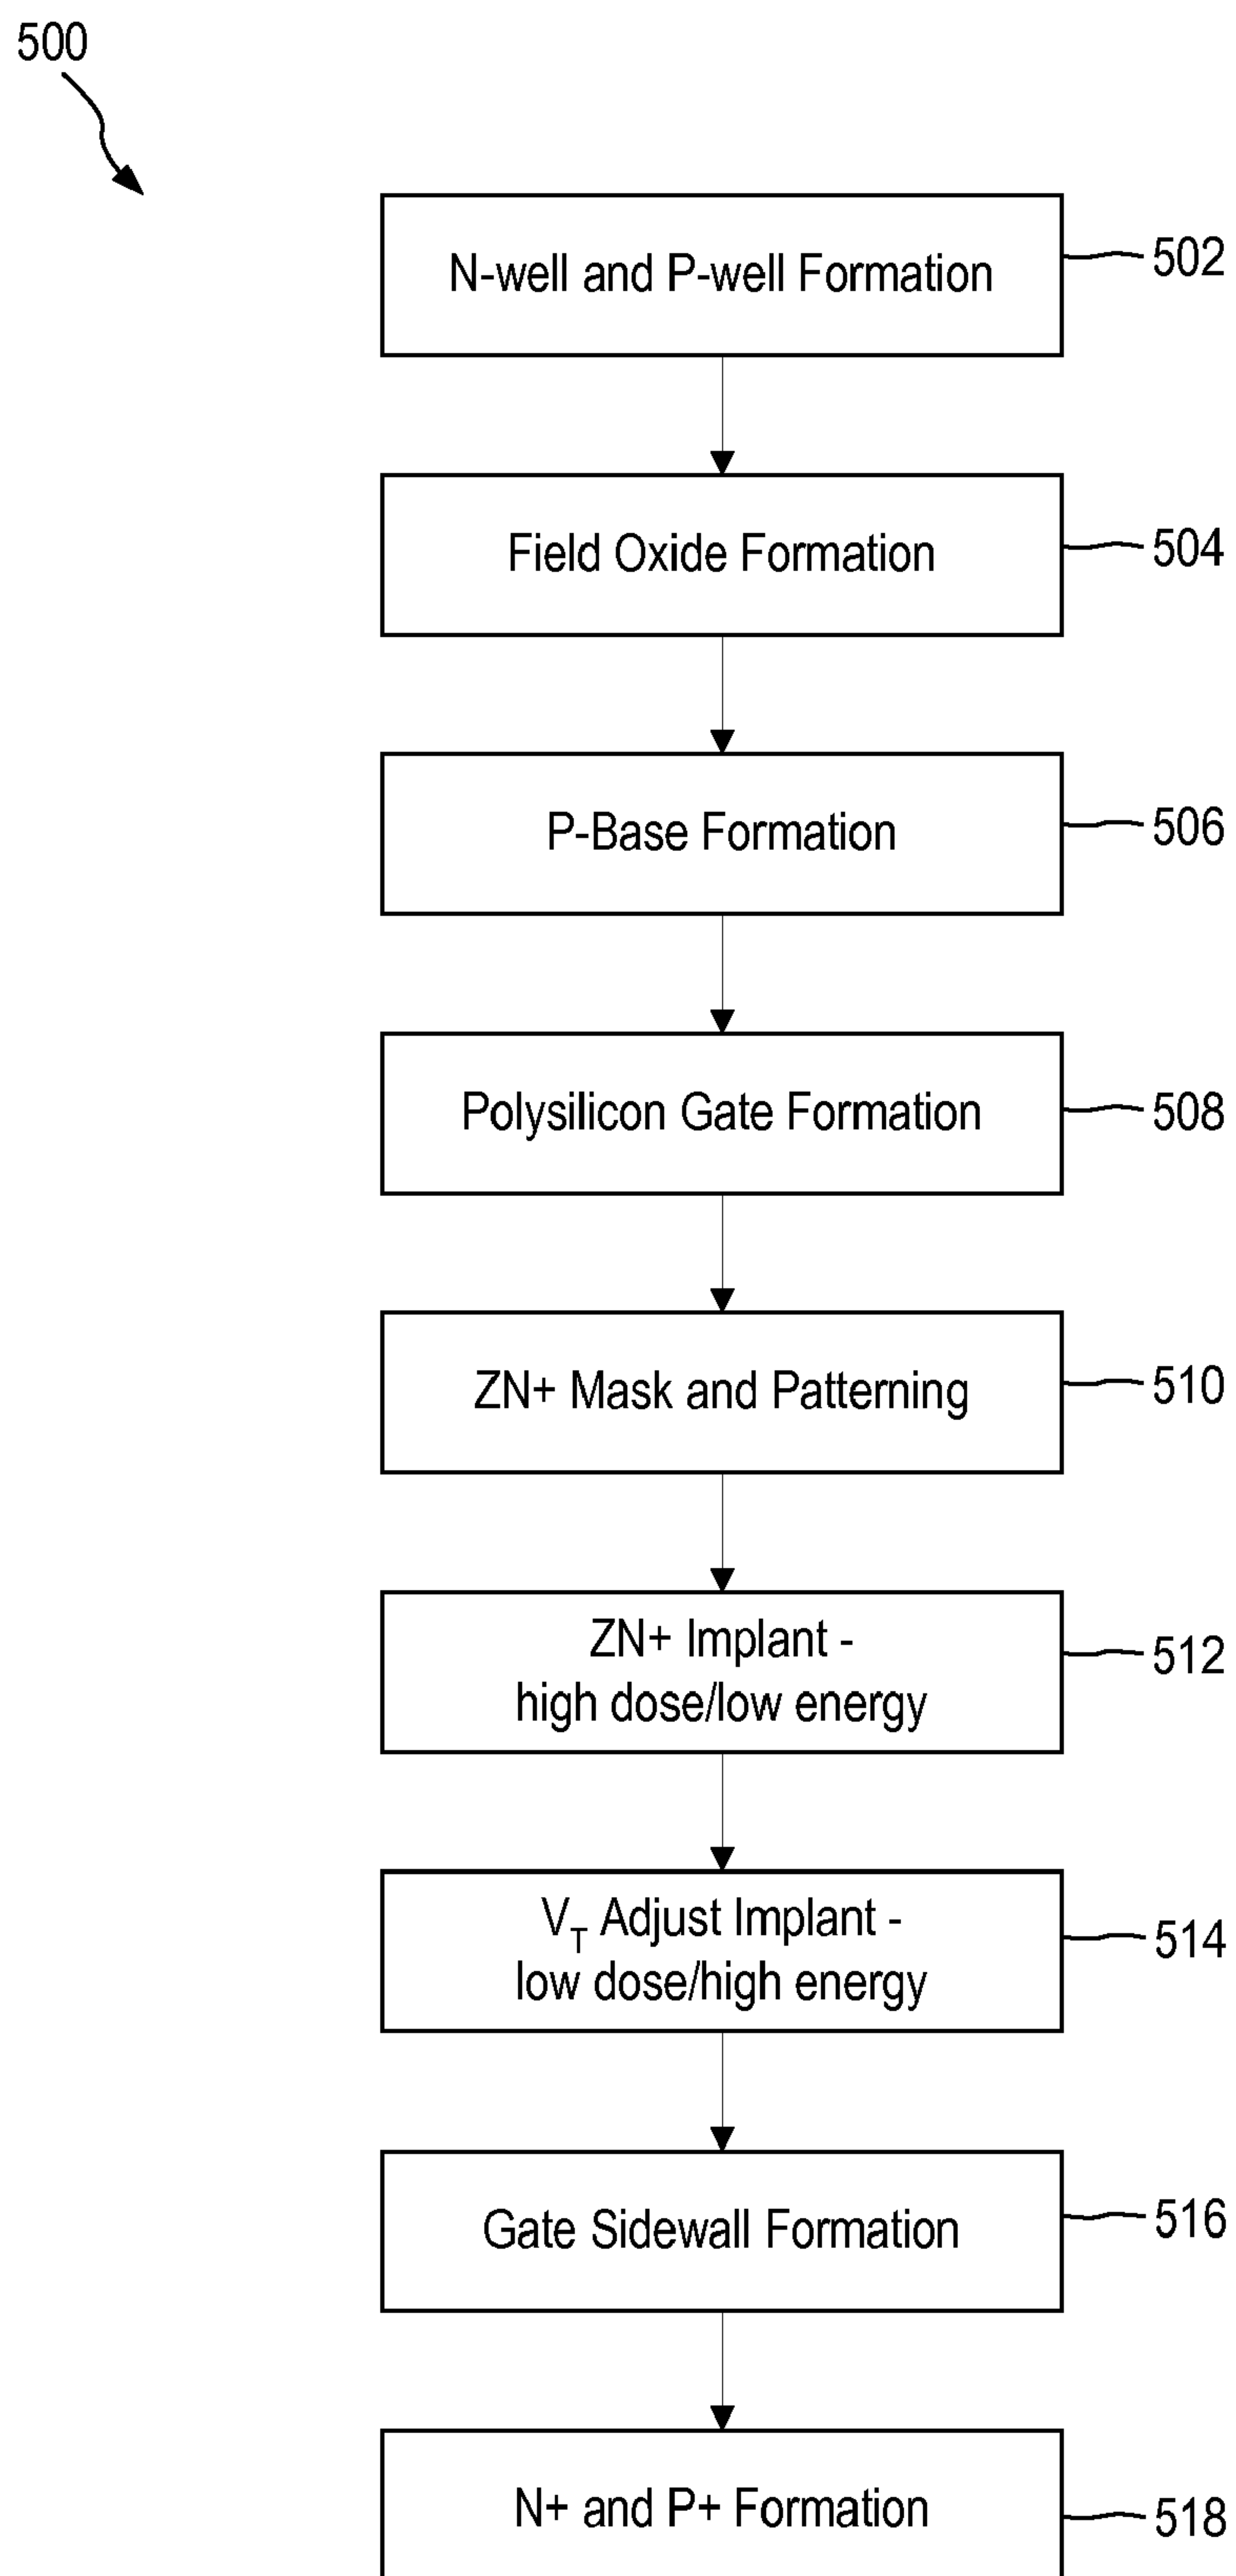 500
N-well and P-well Formation
502
Field Oxide Formation
504
P-Base Formation
506
Polysilicon Gate Formation
508
ZN+ Mask and Patterning
510
ZN+ Implant -
high dose/low energy
512
VT Adjust Implant -
low dose/high energy
514
Gate Sidewall Formation
516
N+ and P+ Formation
518